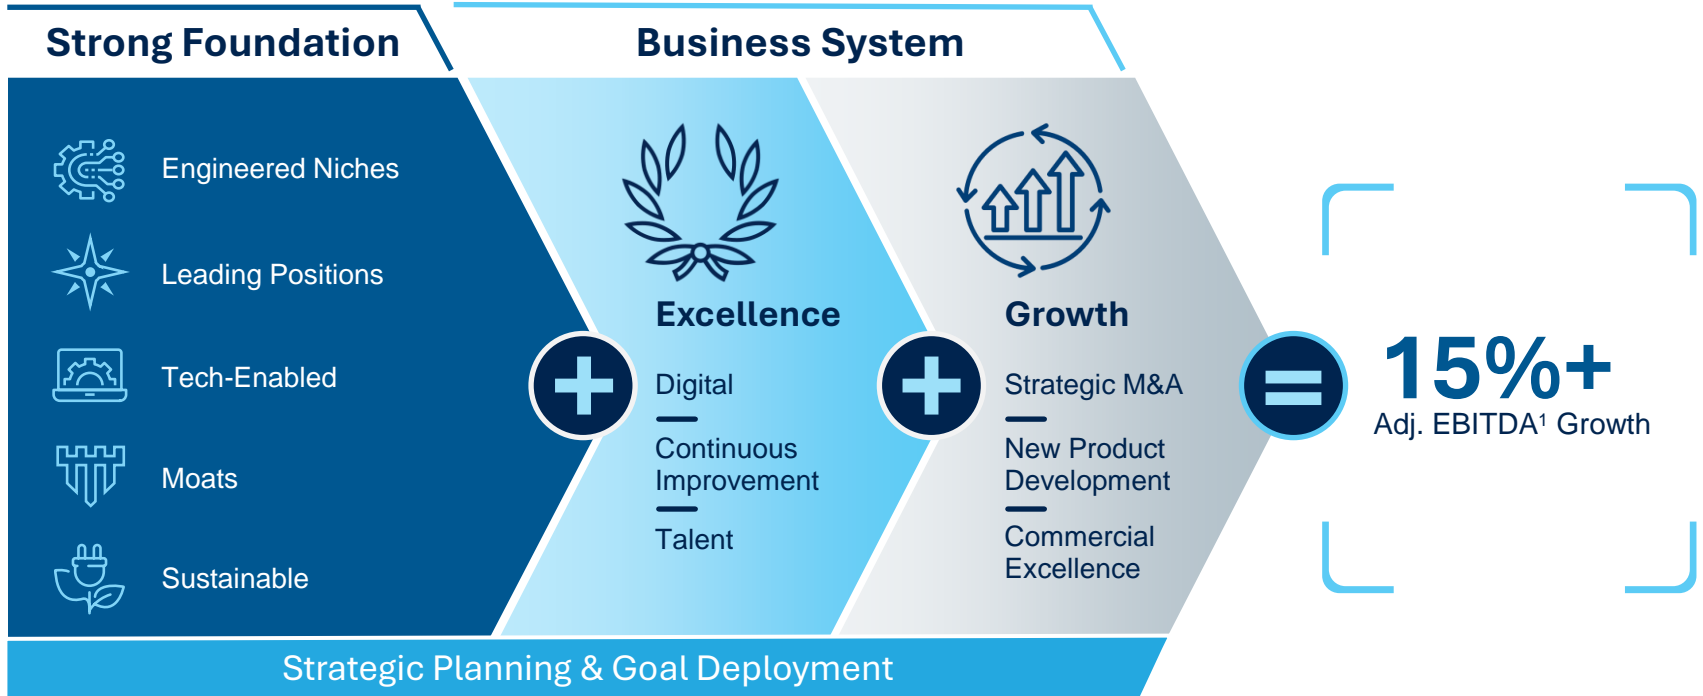 Strong Foundation
Business System
Engineered Niches
Leading Positions
Tech-Enabled
Moats
Sustainable
+
Excellence
Digital
Continuous
Improvement
Talent
+
Growth
Strategic M&A
New Product
Development
Commercial
Excellence
=
15%+
Adj. EBITDA¹ Growth
Strategic Planning & Goal Deployment